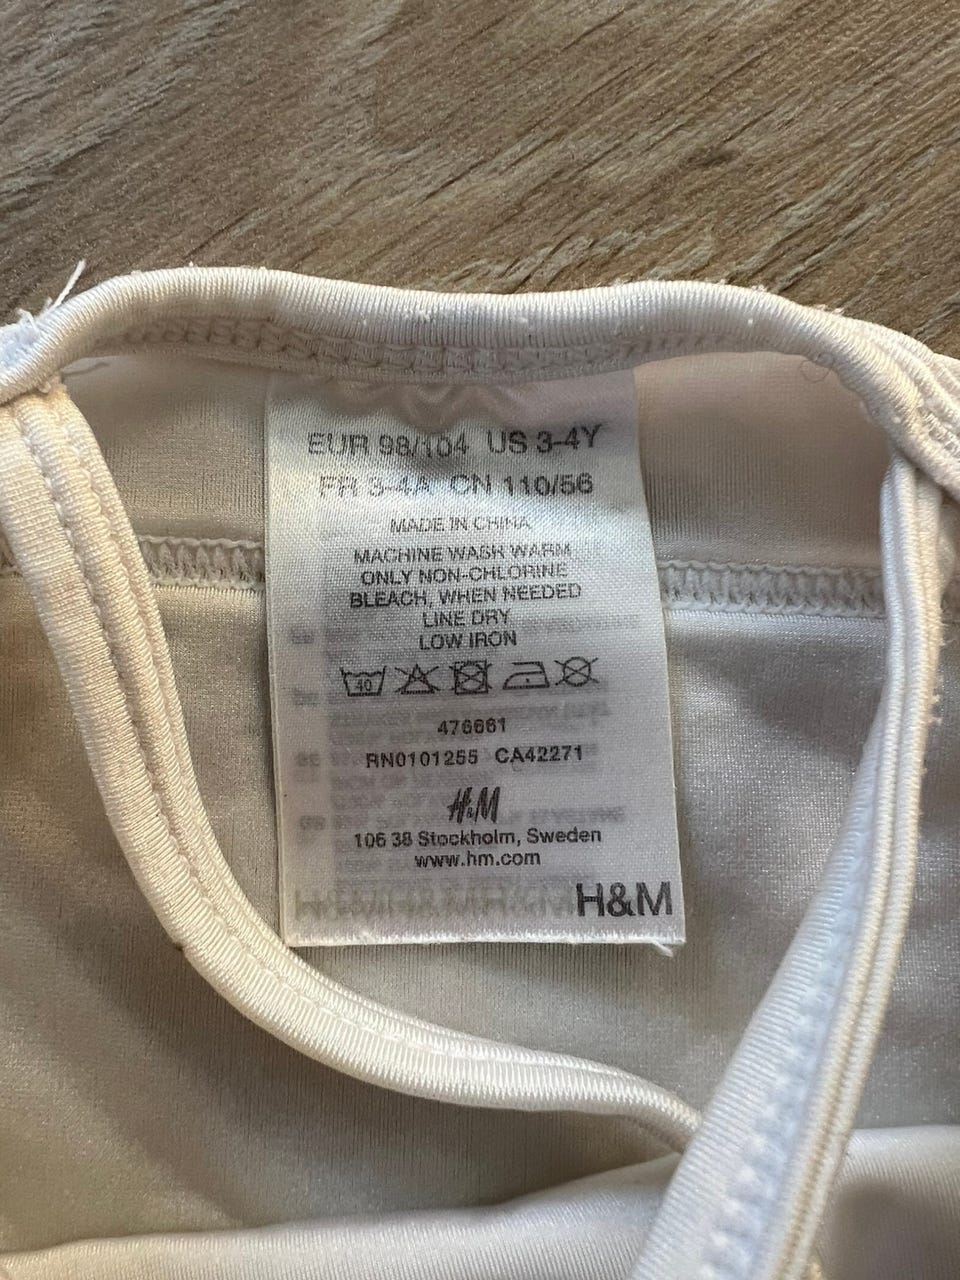 EUR 98/104 US 3-4Y
FR 3-4A CN 110/56
MADE IN CHINA
MACHINE WASH WARM
ONLY NON-CHLORINE
BLEACH, WHEN NEEDED
LINE DRY
LOW IRON
40
476661
RN0101255 CA42271
H&M
106 38 Stockholm, Sweden
www.hm.com
H&M